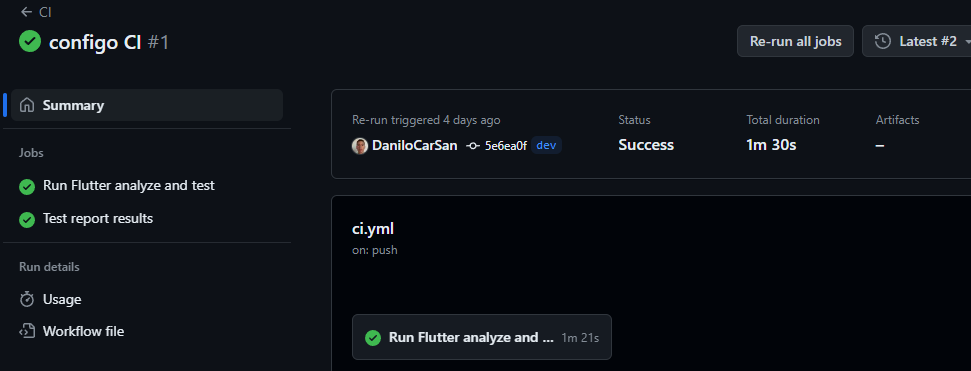 CI
configo CI #1
Re-run all jobs
Latest #2
Summary
Jobs
Run Flutter analyze and test
Test report results
Run details
Usage
Workflow file
Re-run triggered 4 days ago
DaniloCarSan 5e6ea0f dev
Status
Success
Total duration
1m 30s
Artifacts
–
ci.yml
on: push
Run Flutter analyze and ... 1m 21s